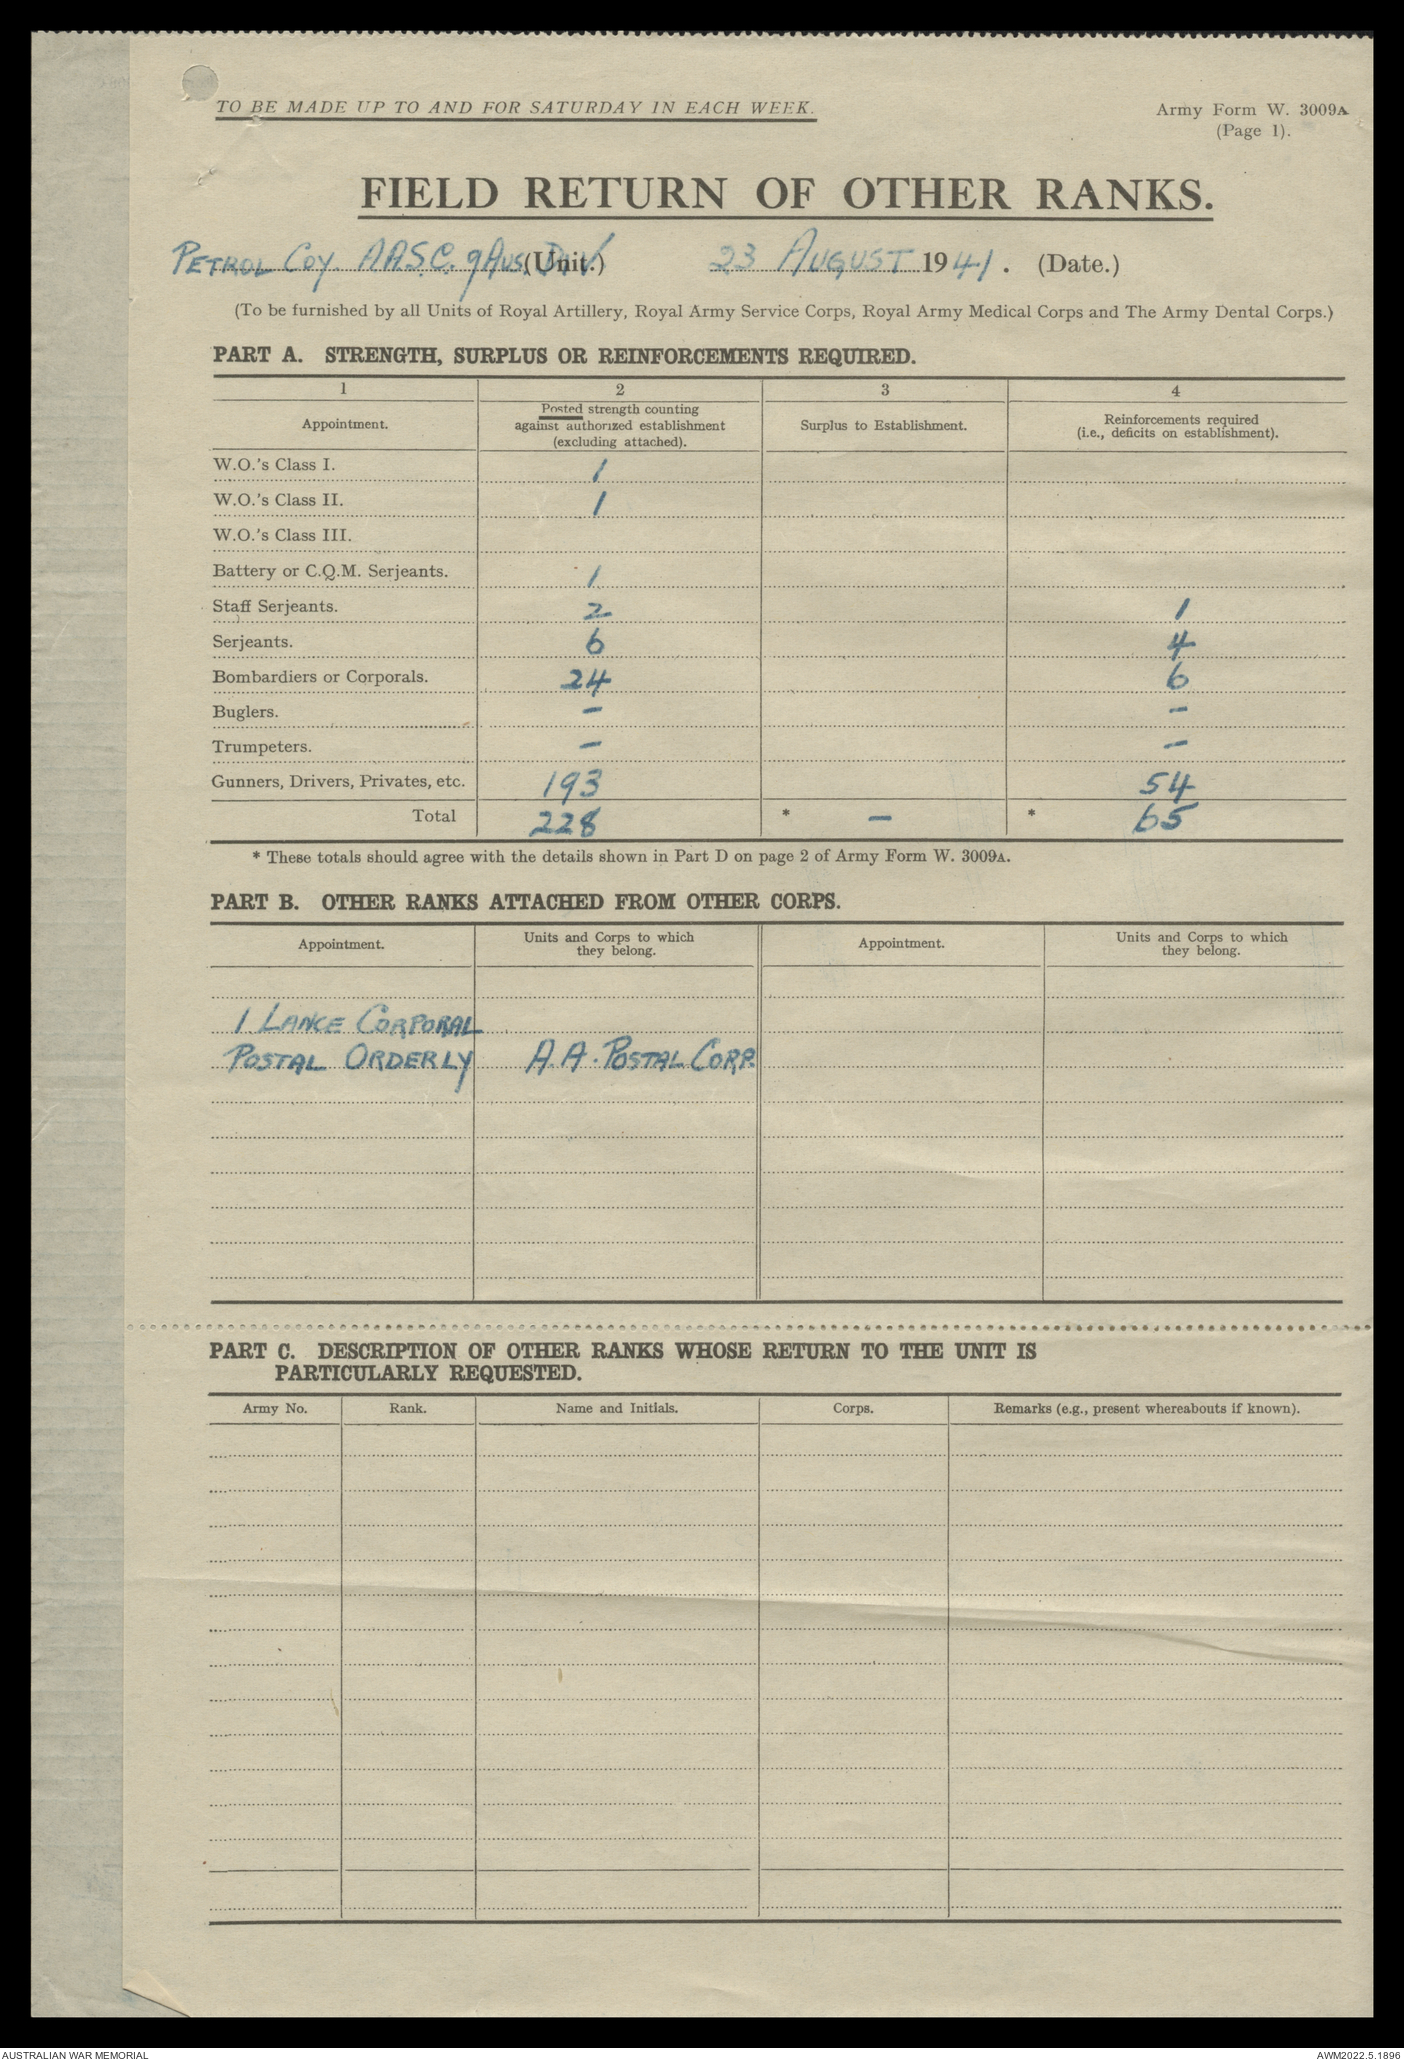 TO BE MADE UP TO AND FOR SATURDAY IN EACH WEEK.
Army Form W. 3009A
(Page 1).
FIELD RETURN OF OTHER RANKS.
PETROL COY. AASC. 9 AUS. DIV (Unit.) 23 AUGUST 1941. (Date.)
(To be furnished by all Units of Royal Artillery, Royal Army Service Corps, Royal Army Medical Corps and The Army Dental Corps.)
PART A. STRENGTH, SURPLUS OR REINFORCEMENTS REQUIRED.
1 2 3 4
Appointment.
Posted strength counting
against authorized establishment
(excluding attached).
Surplus to Establishment.
Reinforcements required
(i.e., deficits on establishment).
W.O.'s Class I. 1
W.O.'s Class II. 1
W.O.'s Class III.
Battery or C.Q.M. Serjeants. 1
Staff Serjeants. 2 1
Serjeants. 6 4
Bombardiers or Corporals. 24 6
Buglers. – –
Trumpeters. – –
Gunners, Drivers, Privates, etc. 193 54
Total 228 * – * 65
* These totals should agree with the details shown in Part D on page 2 of Army Form W. 3009A.
PART B. OTHER RANKS ATTACHED FROM OTHER CORPS.
Appointment.
Units and Corps to which
they belong.
Appointment.
Units and Corps to which
they belong.
1 LANCE CORPORAL
POSTAL ORDERLY A.A. POSTAL CORP.
PART C. DESCRIPTION OF OTHER RANKS WHOSE RETURN TO THE UNIT IS
PARTICULARLY REQUESTED.
Army No. Rank. Name and Initials. Corps. Remarks (e.g., present whereabouts if known).
AUSTRALIAN WAR MEMORIAL
AWM2022.5.1896